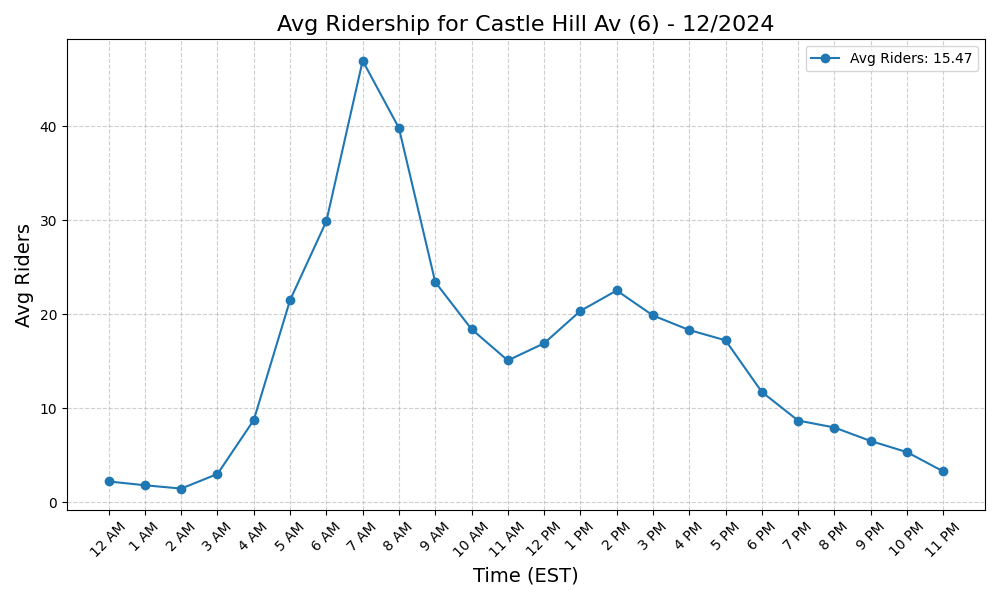 Avg Ridership for Castle Hill Av (6) - 12/2024
Avg Riders: 15.47
Avg Riders
40
30
20
10
0
12 AM
1 AM
2 AM
3 AM
4 AM
5 AM
6 AM
7 AM
8 AM
9 AM
10 AM
11 AM
12 PM
1 PM
2 PM
3 PM
4 PM
5 PM
6 PM
7 PM
8 PM
9 PM
10 PM
11 PM
Time (EST)